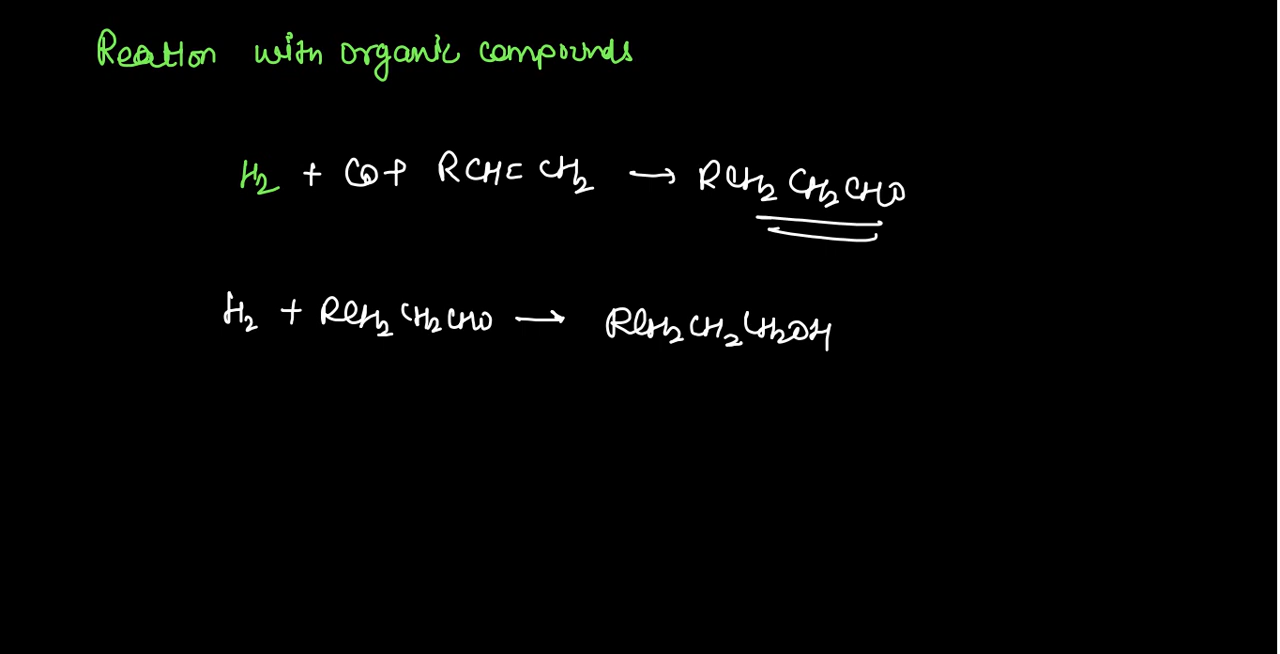 Reaction with organic compounds
H₂ + CO + RCH=CH₂ → RCH₂CH₂CHO
H₂ + RCH₂CH₂CHO → RCH₂CH₂CH₂OH